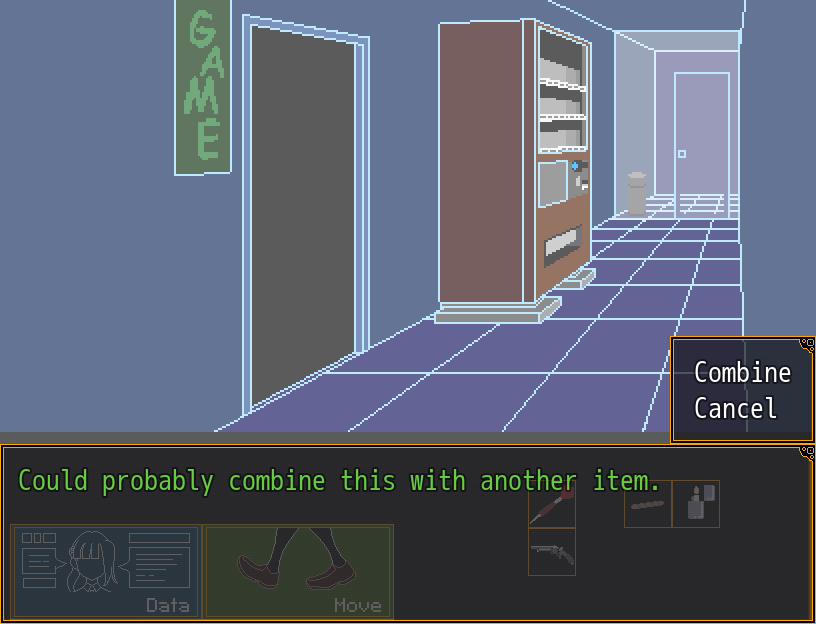 GAME
Combine
Cancel
Could probably combine this with another item.
Data
Move